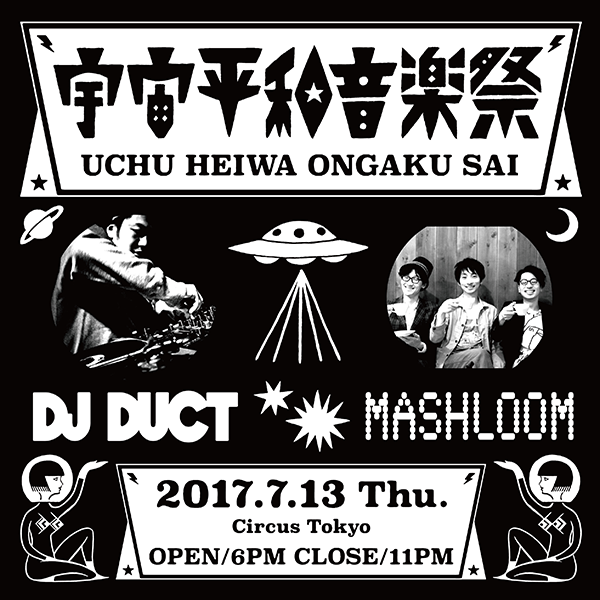 宇宙平和音楽祭
UCHU HEIWA ONGAKU SAI
DJ DUCT
MASHLOOM
2017.7.13 Thu.
Circus Tokyo
OPEN/6PM CLOSE/11PM